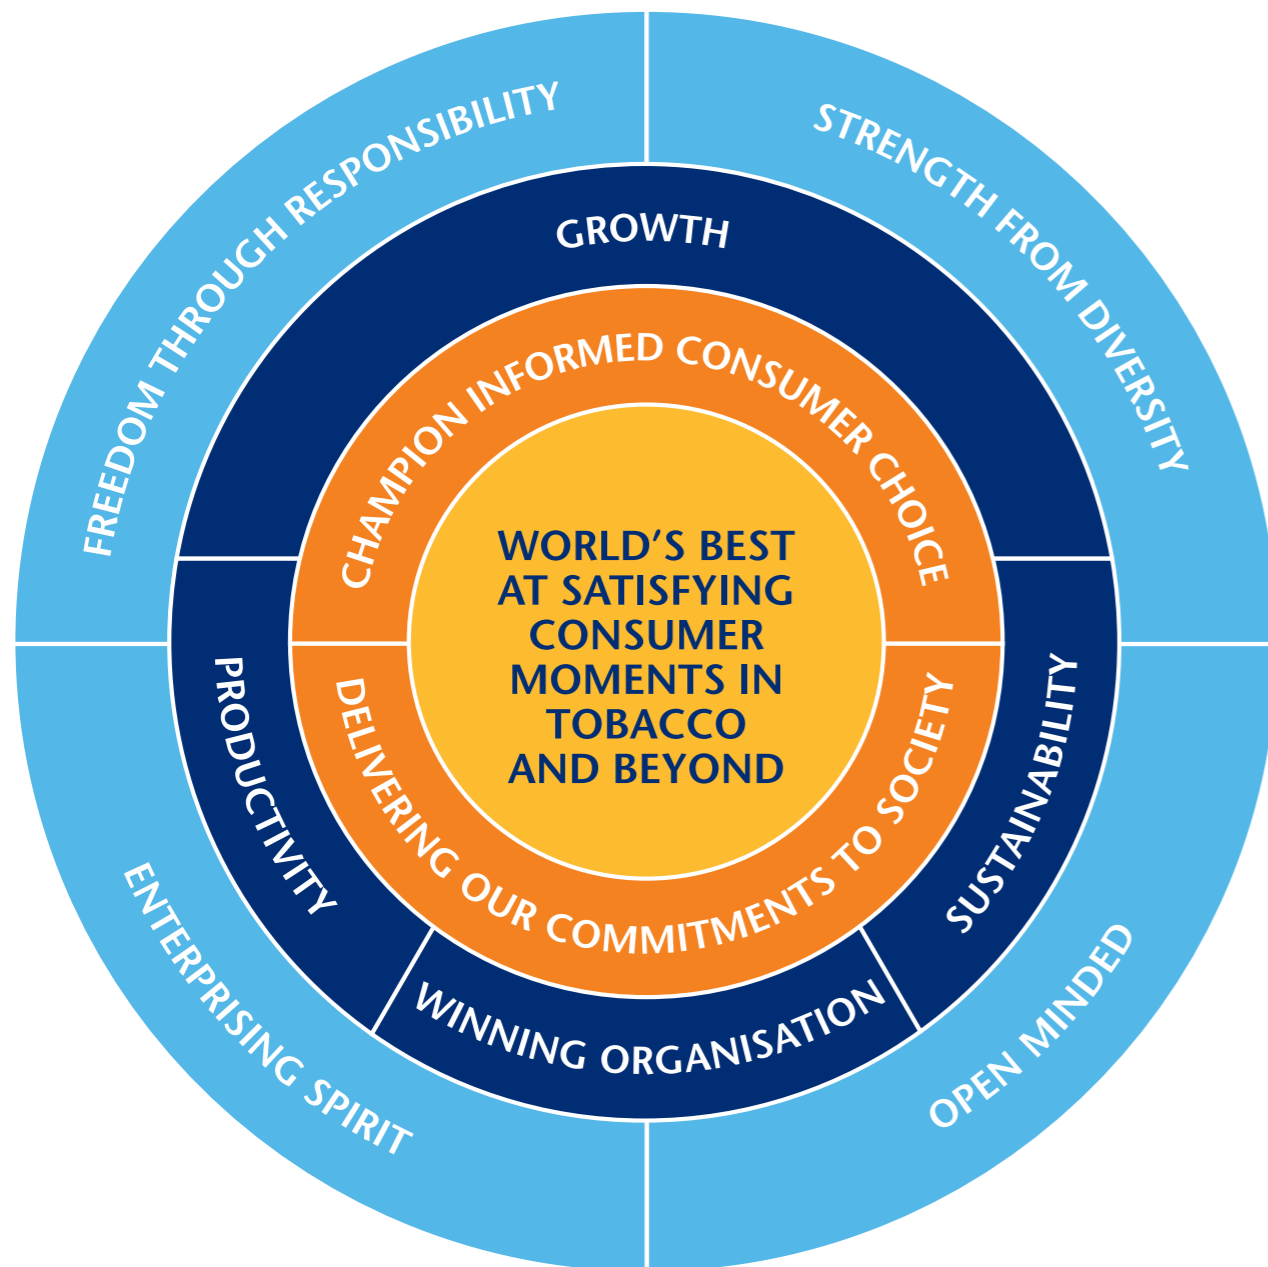 FREEDOM THROUGH RESPONSIBILITY
STRENGTH FROM DIVERSITY
GROWTH
CHAMPION INFORMED CONSUMER CHOICE
WORLD’S BEST
AT SATISFYING
CONSUMER
MOMENTS IN
TOBACCO
AND BEYOND
DELIVERING OUR COMMITMENTS TO SOCIETY
PRODUCTIVITY
SUSTAINABILITY
WINNING ORGANISATION
ENTERPRISING SPIRIT
OPEN MINDED